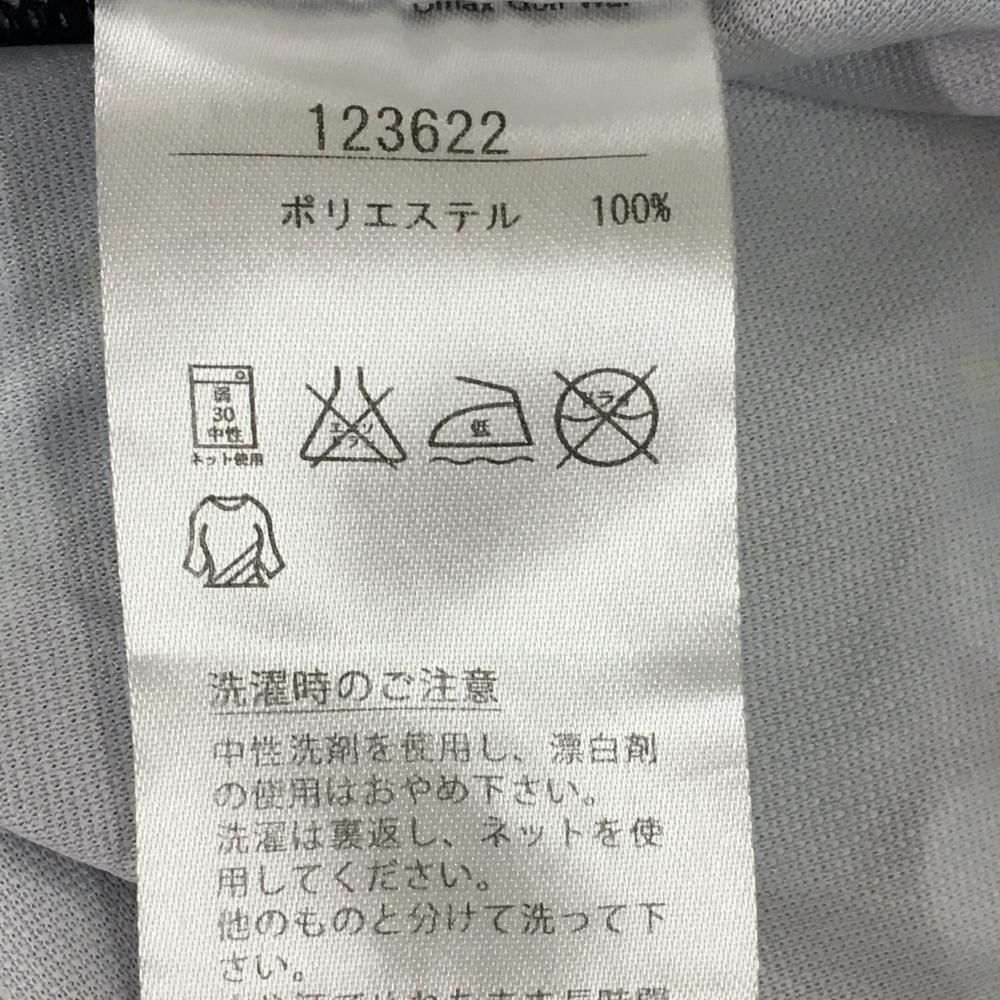 123622
ポリエステル 100%
弱
30
中性
ネット使用
エンソ
サラシ
低
ドライ
洗濯時のご注意
中性洗剤を使用し、漂白剤
の使用はおやめ下さい。
洗濯は裏返し、ネットを使
用してください。
他のものと分けて洗って下
さい。